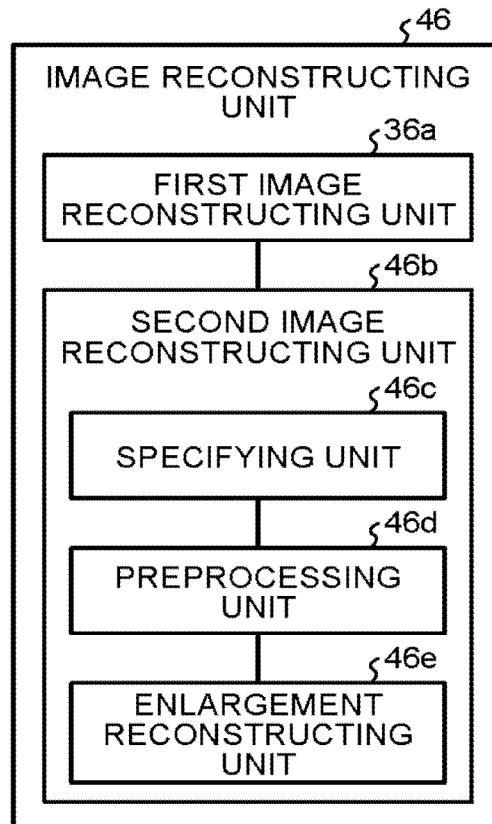 46
IMAGE RECONSTRUCTING
UNIT
36a
FIRST IMAGE
RECONSTRUCTING UNIT
46b
SECOND IMAGE
RECONSTRUCTING UNIT
46c
SPECIFYING UNIT
46d
PREPROCESSING
UNIT
46e
ENLARGEMENT
RECONSTRUCTING
UNIT